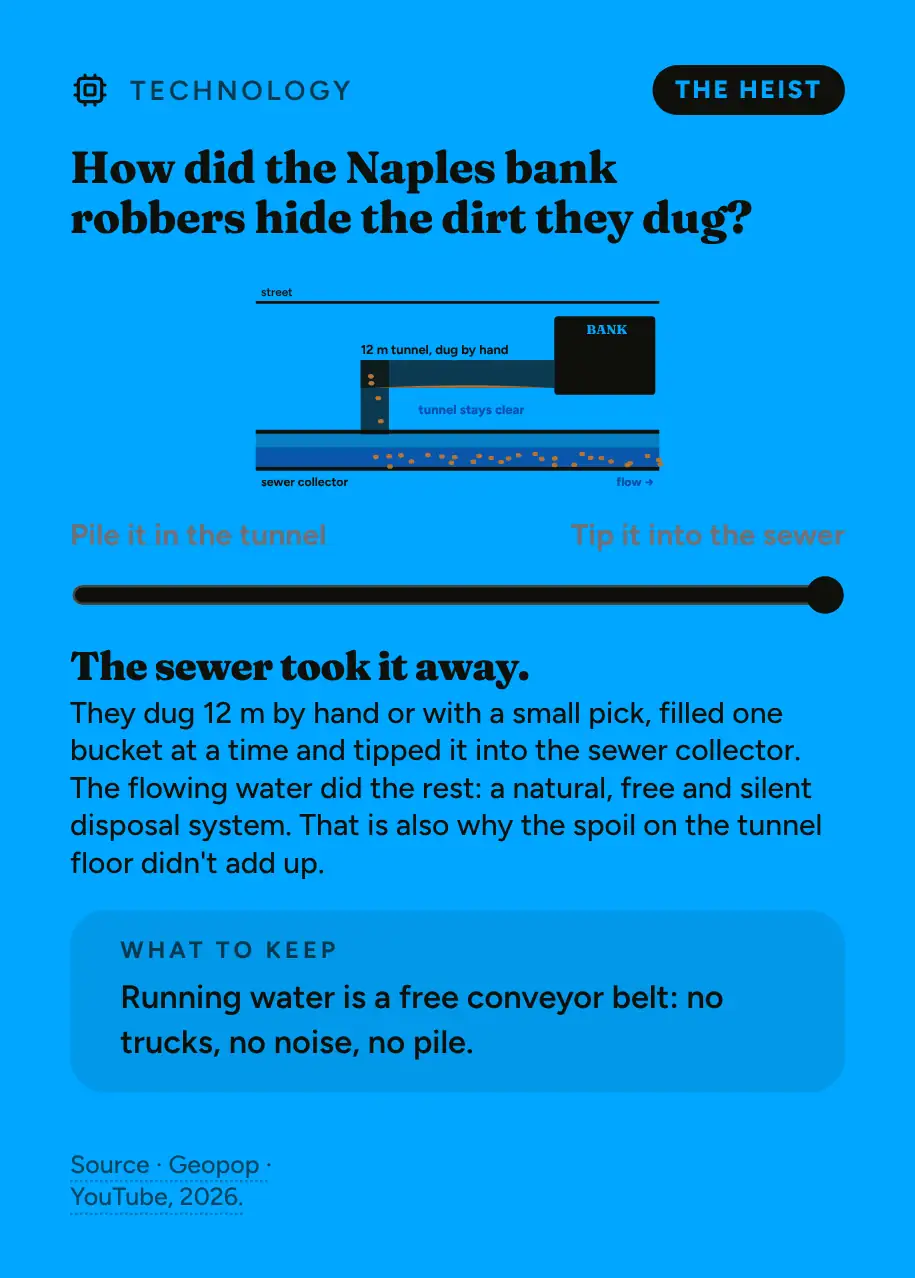 TECHNOLOGY
THE HEIST
How did the Naples bank
robbers hide the dirt they dug?
street
BANK
12 m tunnel, dug by hand
tunnel stays clear
sewer collector
flow →
Pile it in the tunnel
Tip it into the sewer
The sewer took it away.
They dug 12 m by hand or with a small pick, filled one
bucket at a time and tipped it into the sewer collector.
The flowing water did the rest: a natural, free and silent
disposal system. That is also why the spoil on the tunnel
floor didn't add up.
WHAT TO KEEP
Running water is a free conveyor belt: no
trucks, no noise, no pile.
Source · Geopop ·
YouTube, 2026.